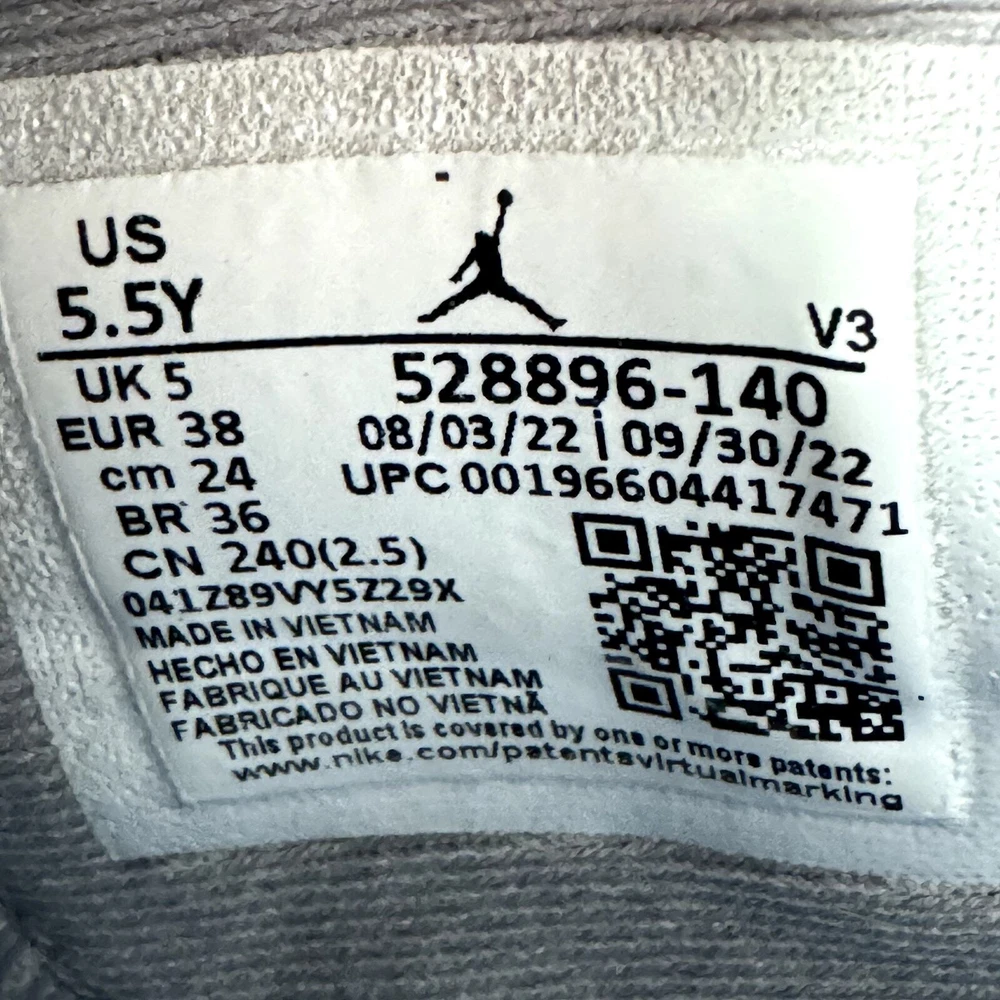 US
5.5Y
V3
UK 5
528896-140
EUR 38
08/03/22 | 09/30/22
cm 24
UPC 00196604417471
BR 36
CN 240(2.5)
041Z89VY5Z29X
MADE IN VIETNAM
HECHO EN VIETNAM
FABRIQUE AU VIETNAM
FABRICADO NO VIETNÃ
This product is covered by one or more patents:
www.nike.com/patentsvirtualmarking